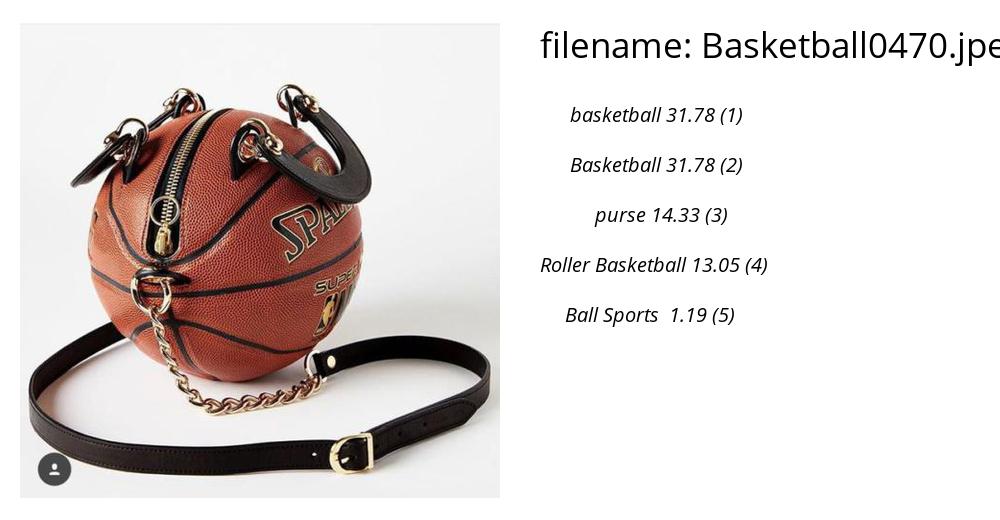 SPAL
SUPER
filename: Basketball0470.jpe
basketball 31.78 (1)
Basketball 31.78 (2)
purse 14.33 (3)
Roller Basketball 13.05 (4)
Ball Sports 1.19 (5)